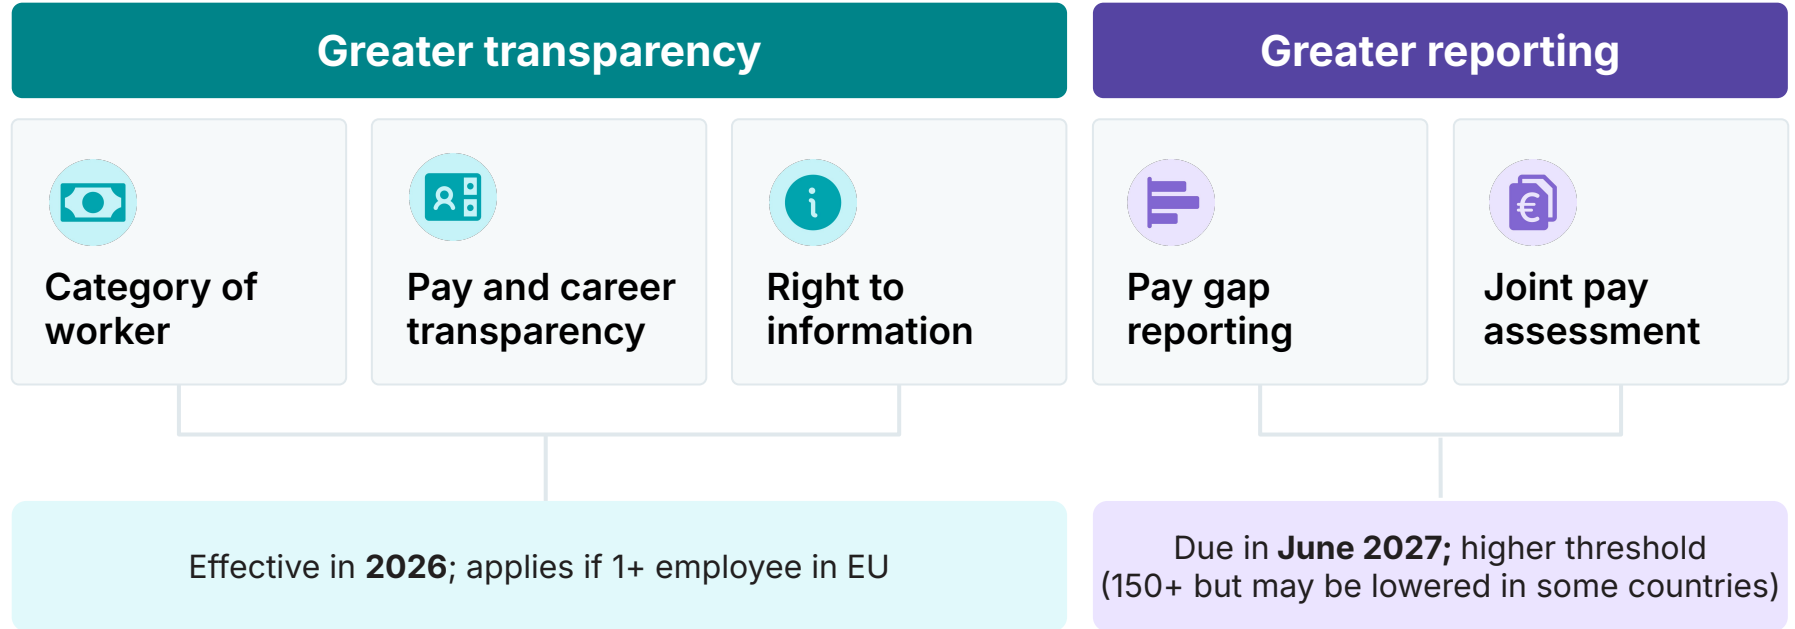 Greater transparency
Greater reporting
Category of
worker
Pay and career
transparency
Right to
information
Pay gap
reporting
Joint pay
assessment
Effective in 2026; applies if 1+ employee in EU
Due in June 2027; higher threshold
(150+ but may be lowered in some countries)